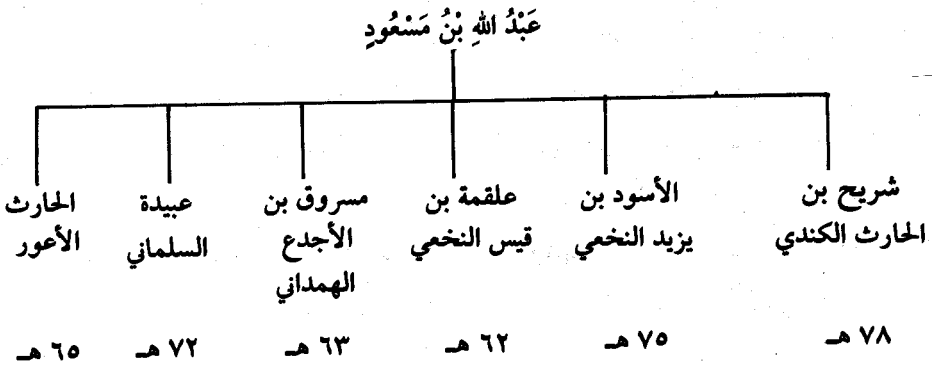 عَبْدُ اللهِ بْنُ مَسْعُودٍ
شريح بن
الحارث الكندي
٧٨ هـ
الأسود بن
يزيد النخعي
٧٥ هـ
علقمة بن
قيس النخعي
٦٢ هـ
مسروق بن
الأجدع
الهمداني
٦٣ هـ
عبيدة
السلماني
٧٢ هـ
الحارث
الأعور
٦٥ هـ